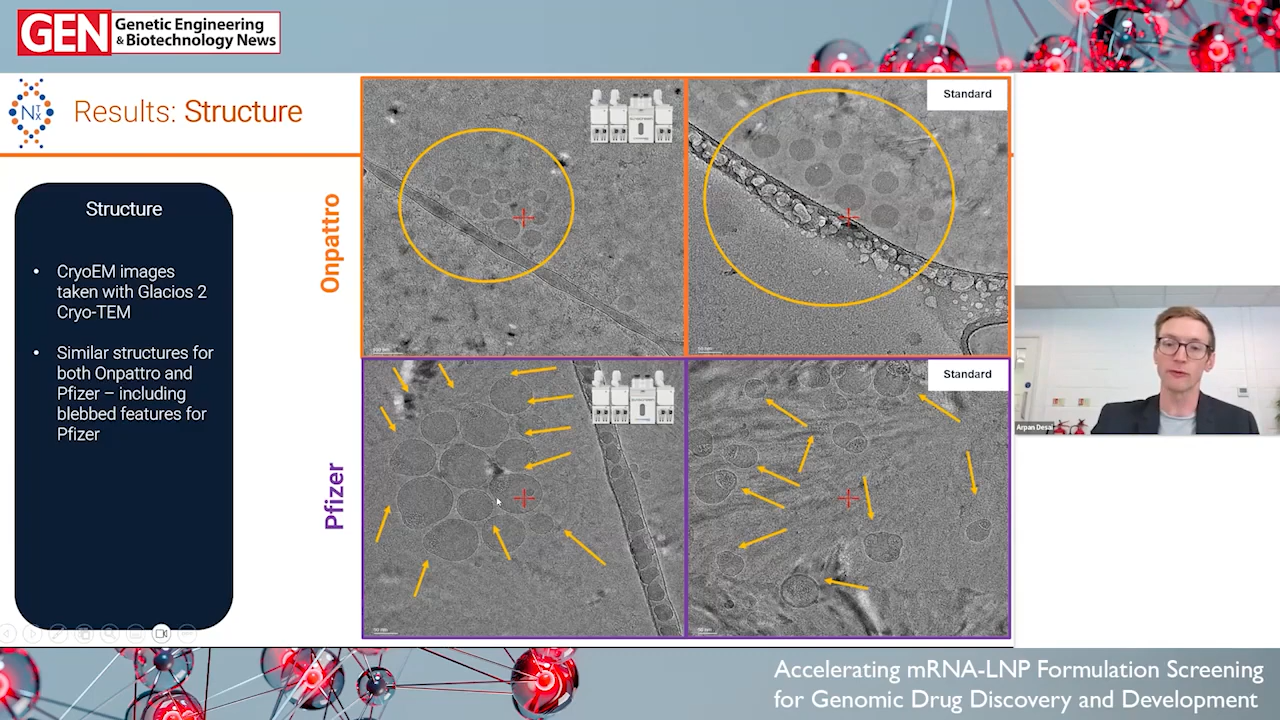 GEN Genetic Engineering
& Biotechnology News
NTX
Results: Structure
Structure
• CryoEM images
taken with Glacios 2
Cryo-TEM
• Similar structures for
both Onpattro and
Pfizer – including
blebbed features for
Pfizer
Onpattro
Standard
Pfizer
Standard
Arpan Desai
Accelerating mRNA-LNP Formulation Screening
for Genomic Drug Discovery and Development